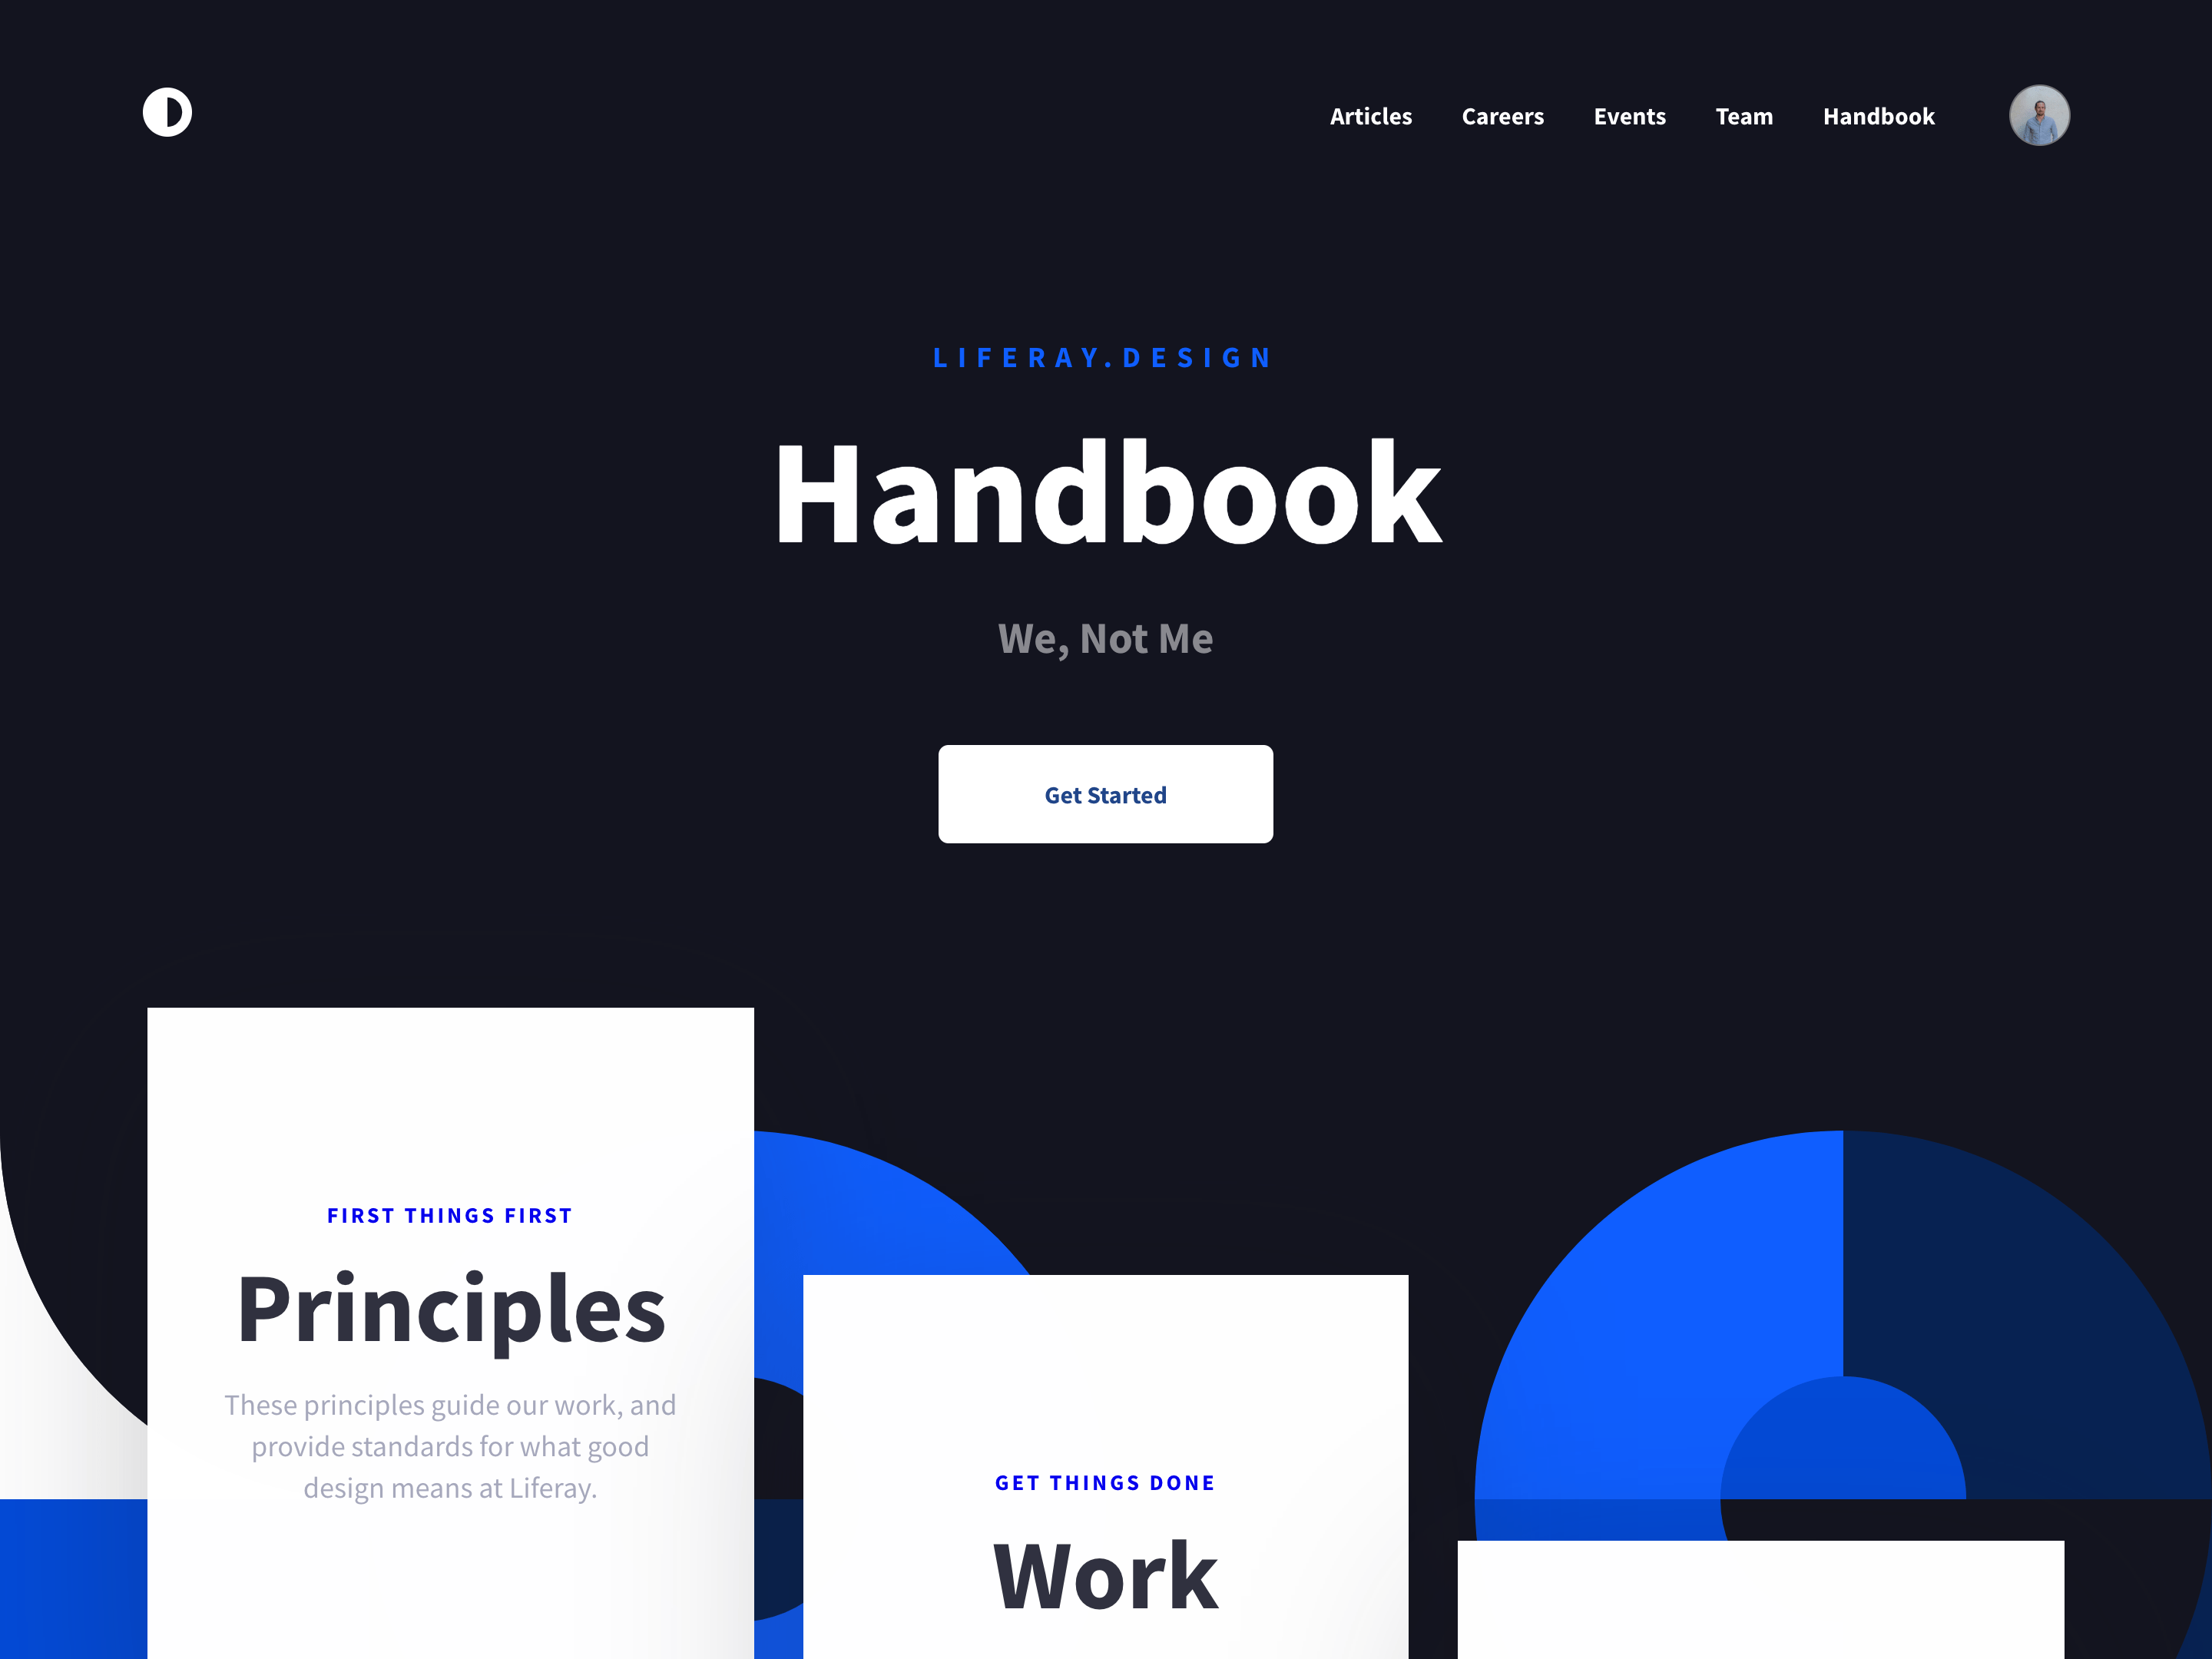 Articles Careers Events Team Handbook
LIFERAY.DESIGN
Handbook
We, Not Me
Get Started
FIRST THINGS FIRST
Principles
These principles guide our work, and
provide standards for what good
design means at Liferay.
GET THINGS DONE
Work